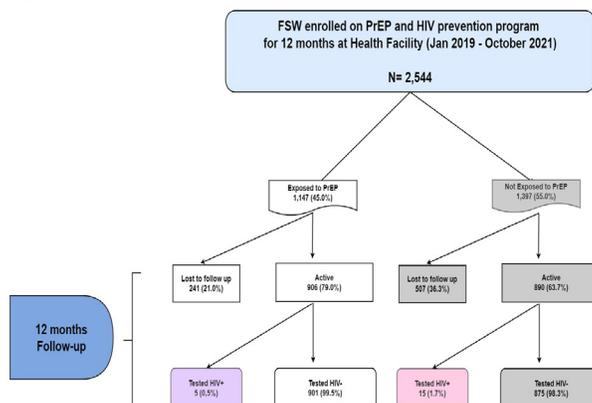 FSW enrolled on PrEP and HIV prevention program
for 12 months at Health Facility (Jan 2019 - October 2021)
N= 2,544
Exposed to PrEP
1,147 (45.0%)
Not Exposed to PrEP
1,397 (55.0%)
Lost to follow up
241 (21.0%)
Active
906 (79.0%)
Lost to follow up
507 (36.3%)
Active
890 (63.7%)
12 months
Follow-up
Tested HIV+
5 (0,5%)
Tested HIV-
901 (99.5%)
Tested HIV+
15 (1.7%)
Tested HIV-
875 (98.3%)